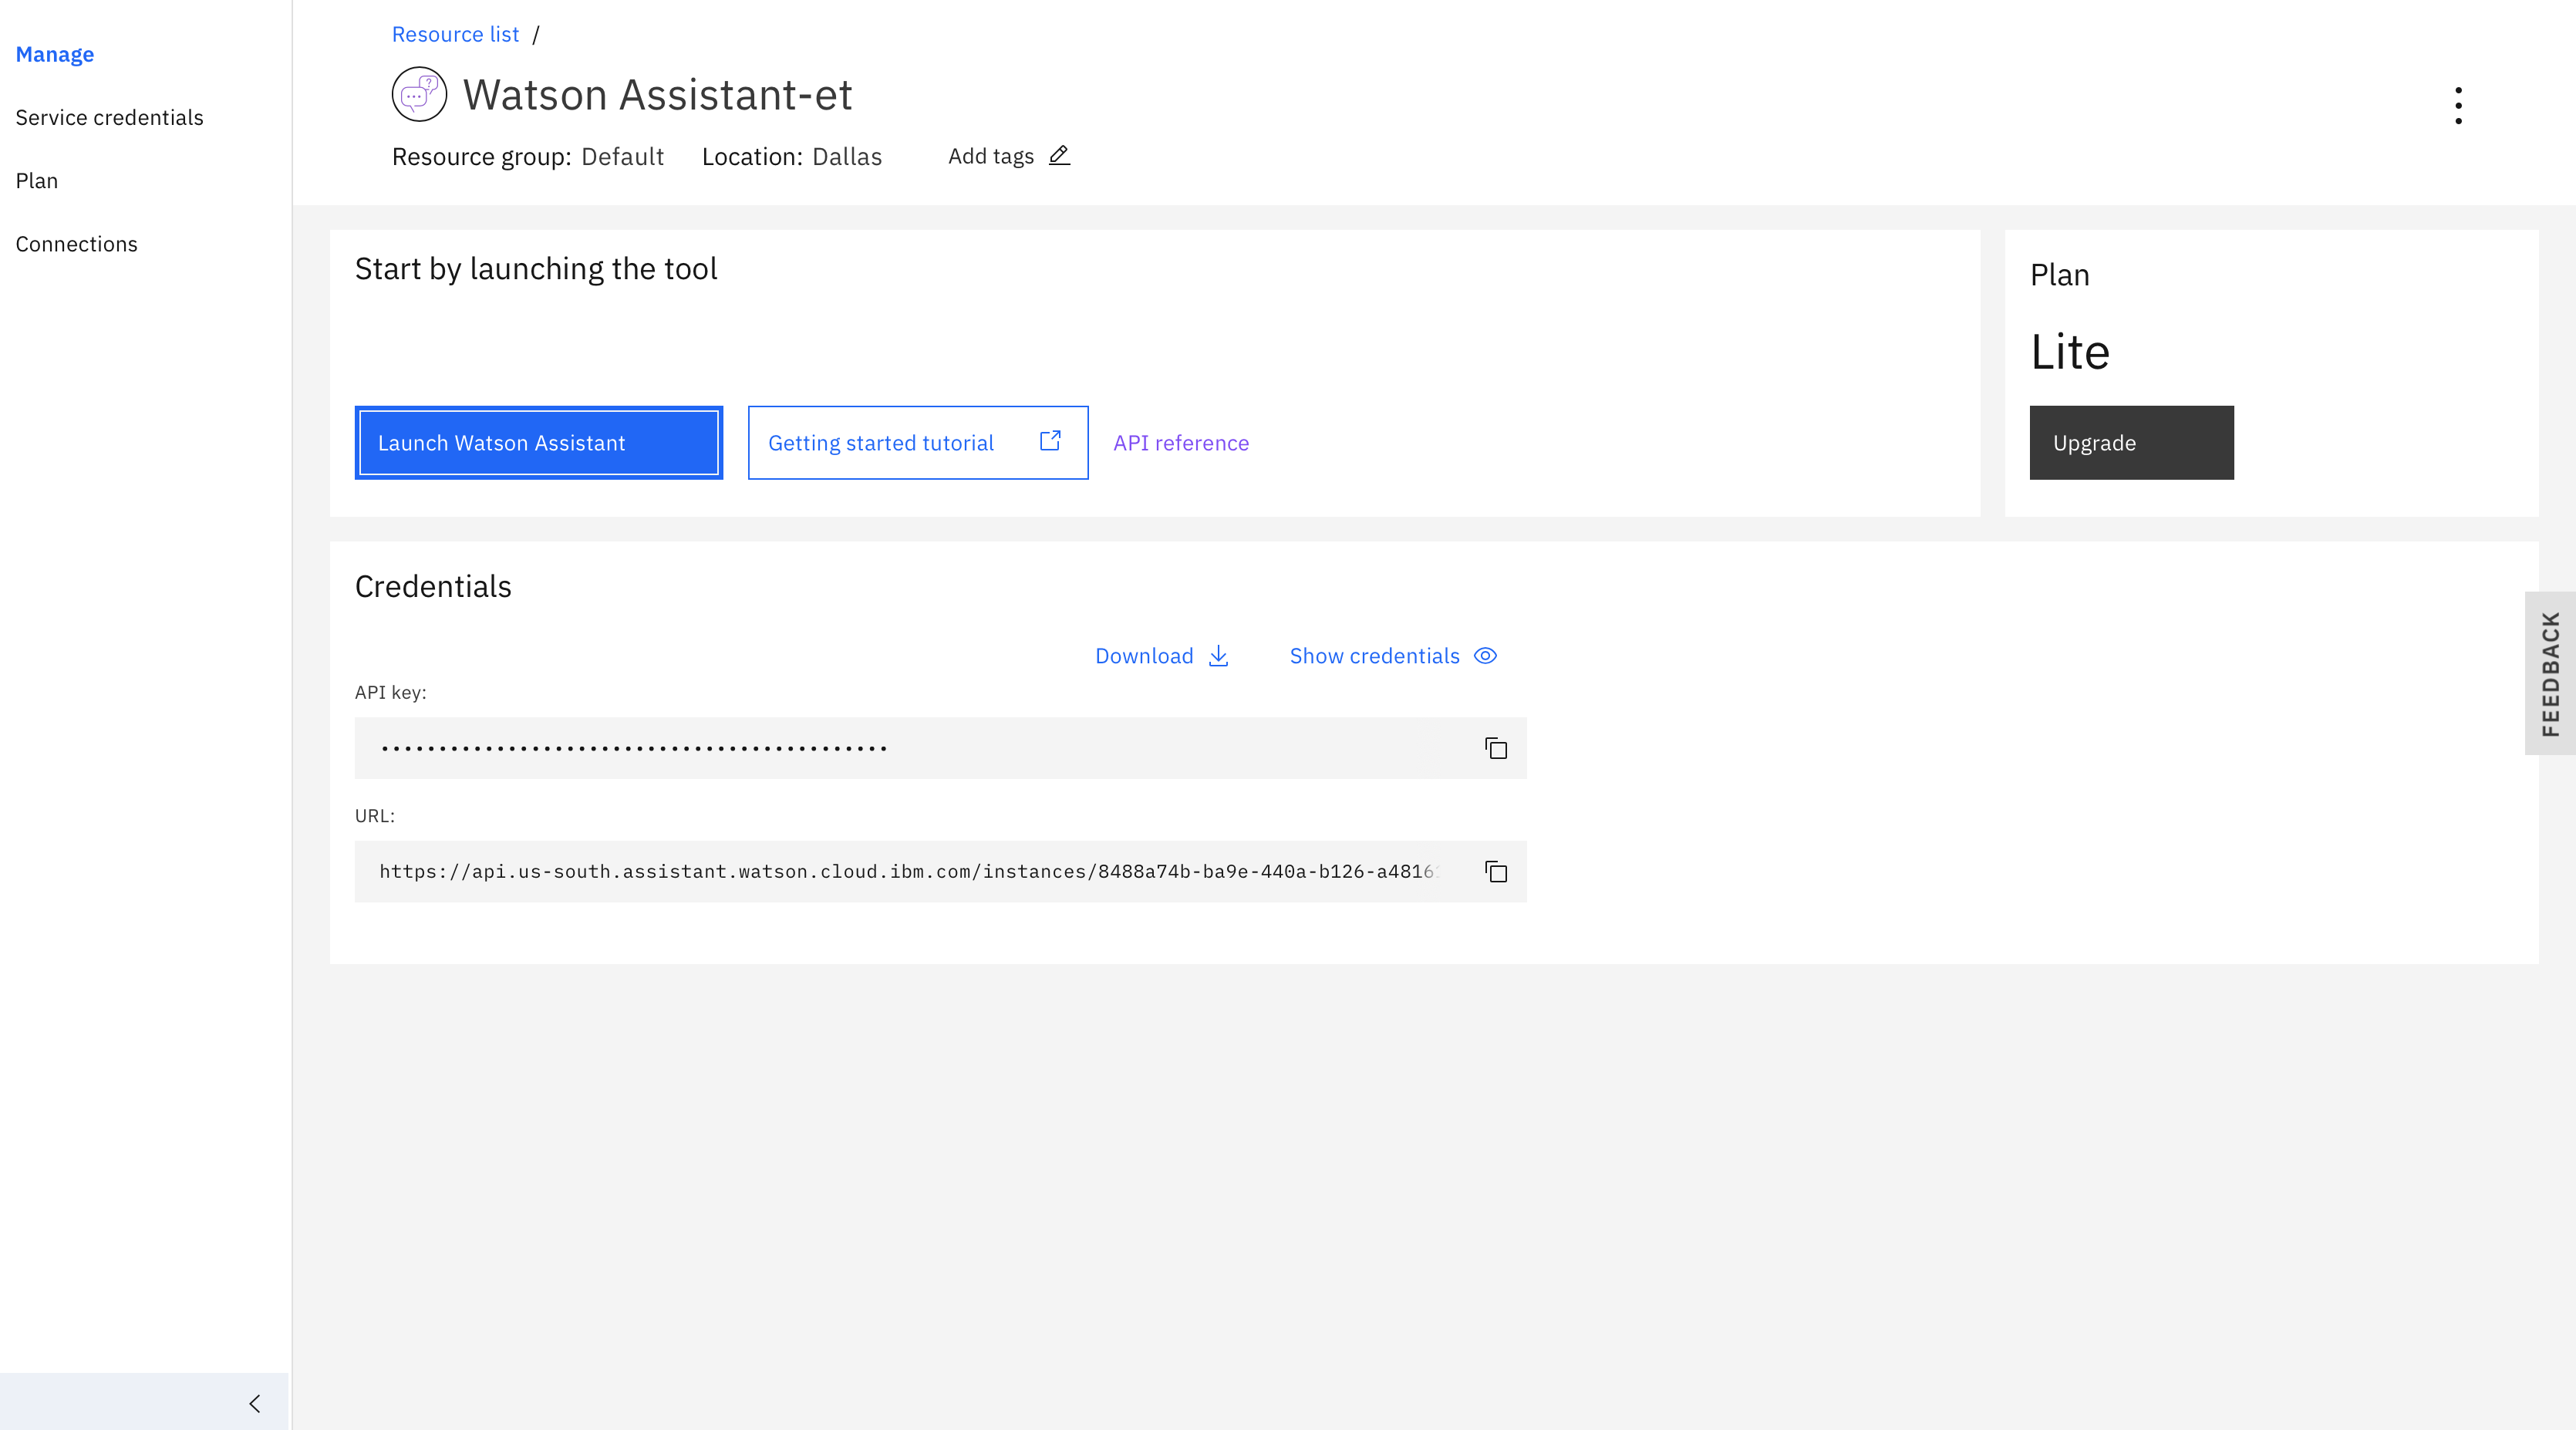 Manage
Service credentials
Plan
Connections
Resource list /
Watson Assistant-et
Resource group: Default Location: Dallas Add tags
Start by launching the tool
Launch Watson Assistant
Getting started tutorial
API reference
Plan
Lite
Upgrade
Credentials
Download
Show credentials
API key:
••••••••••••••••••••••••••••••••••••••••••••
URL:
https://api.us-south.assistant.watson.cloud.ibm.com/instances/8488a74b-ba9e-440a-b126-a4816
FEEDBACK